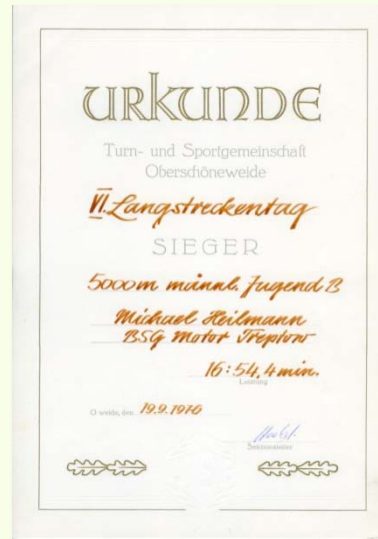 URKUNDE
Turn- und Sportgemeinschaft
Oberschöneweide
VI. Langstreckentag
SIEGER
5000m männl. Jugend B
Michael Heilmann
BSG Motor Treptow
16:54,4 min.
Leistung
O weide, den 19.9.1976
Sektionsleiter